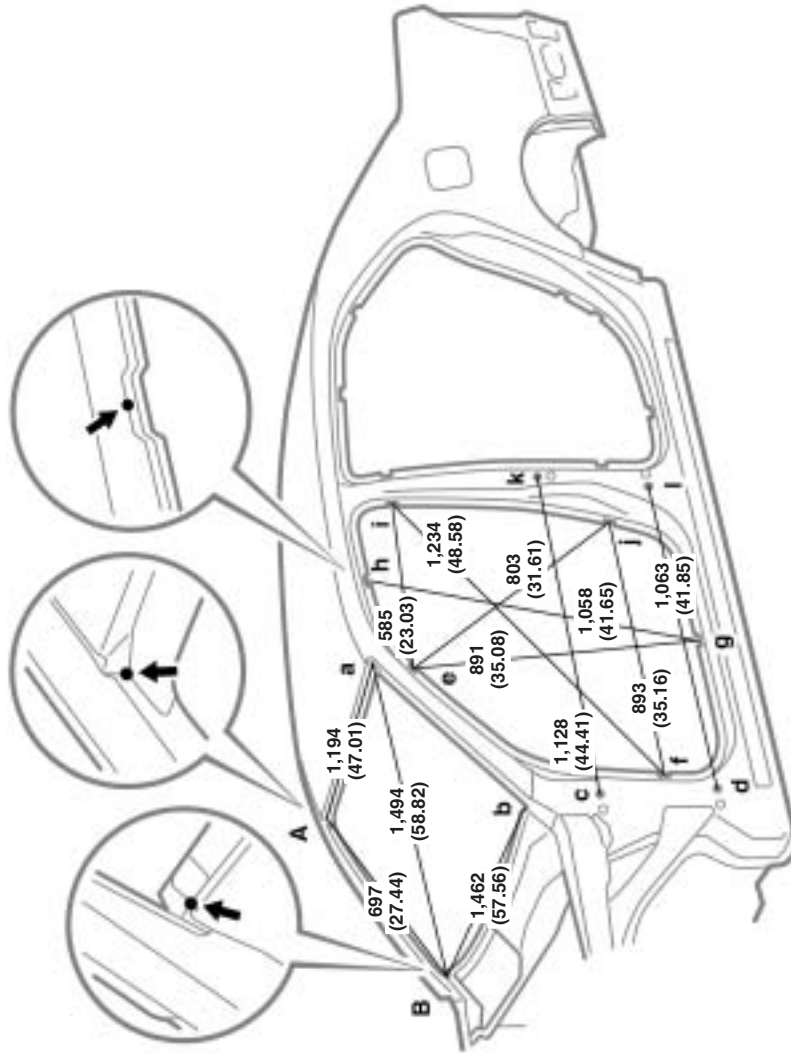 A
B
a
b
c
d
e
f
g
h
i
j
k
l
1,194
(47.01)
1,494
(58.82)
697
(27.44)
1,462
(57.56)
585
(23.03)
1,234
(48.58)
803
(31.61)
891
(35.08)
1,058
(41.65)
1,063
(41.85)
893
(35.16)
1,128
(44.41)